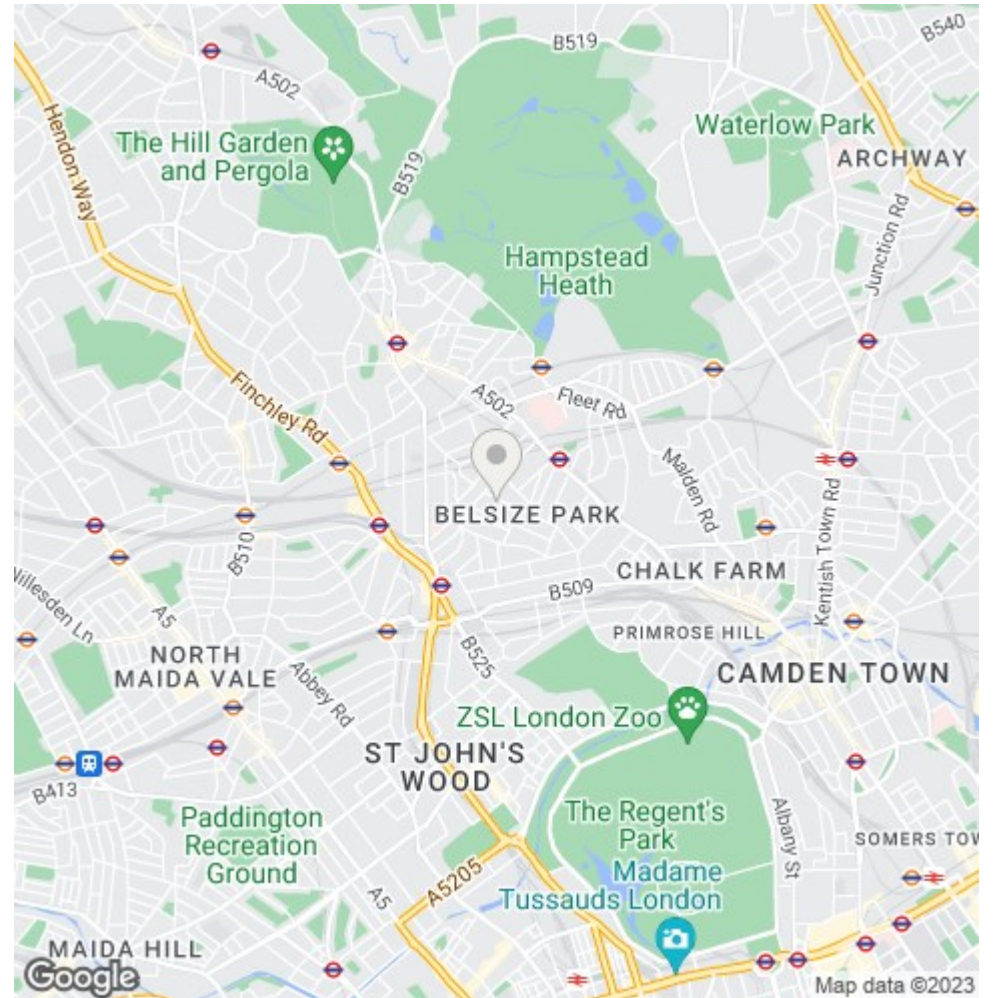 B519
B540
A502
Hendon Way
The Hill Garden
and Pergola
B519
Waterlow Park
ARCHWAY
Junction Rd
Hampstead
Heath
Finchley Rd
A502
Fleet Rd
Malden Rd
BELSIZE PARK
B510
Kentish Town Rd
CHALK FARM
B509
Willesden Ln
A5
PRIMROSE HILL
NORTH
MAIDA VALE
Abbey Rd
B525
CAMDEN TOWN
ZSL London Zoo
ST JOHN'S
WOOD
B413
Paddington
Recreation
Ground
The Regent's
Park
Albany St
SOMERS TOW
Madame
Tussauds London
A5205
A5
MAIDA HILL
Google
Map data ©2023